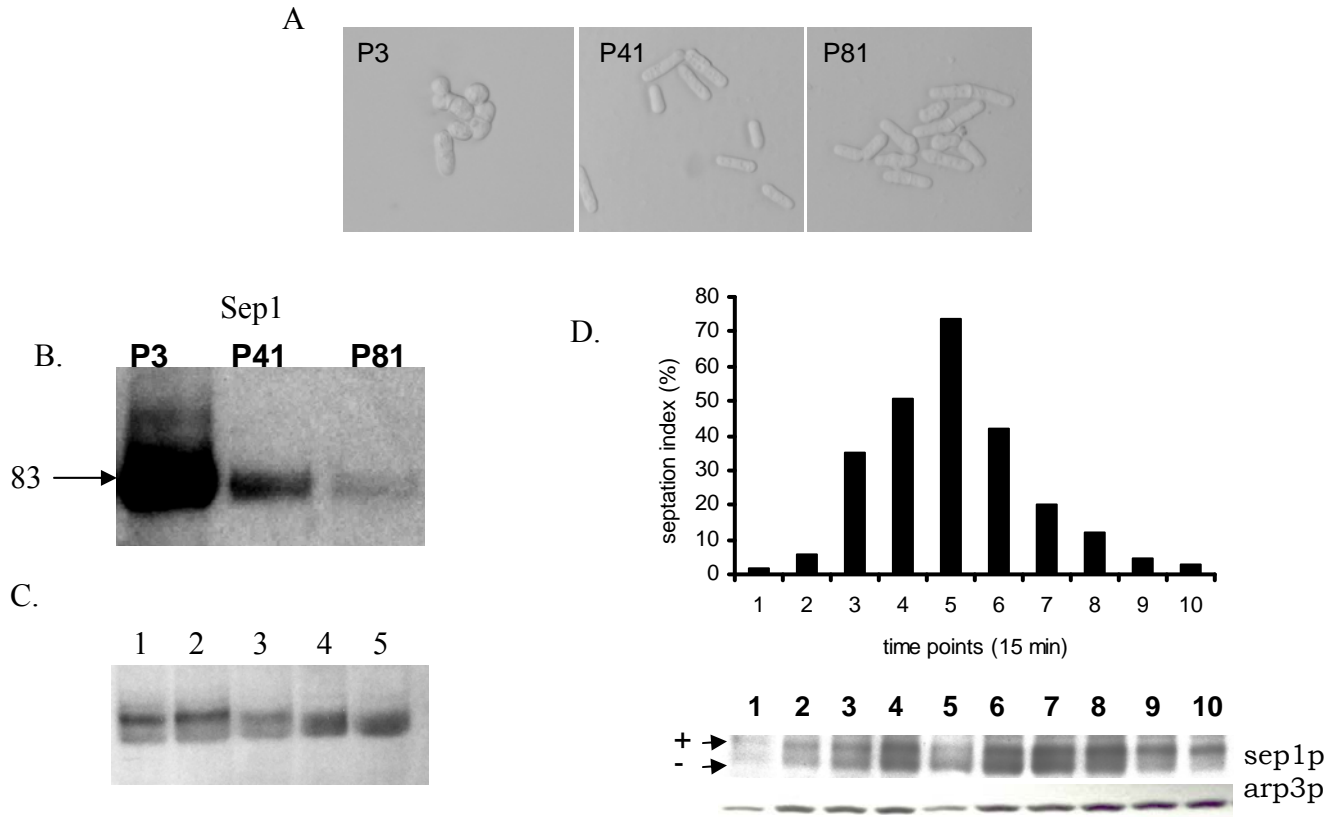 A
P3 P41 P81
Sep1
B.
P3 P41 P81
83
C.
1 2 3 4 5
D.
septation index (%)
80
70
60
50
40
30
20
10
0
1 2 3 4 5 6 7 8 9 10
time points (15 min)
1 2 3 4 5 6 7 8 9 10
+
-
sep1p
arp3p